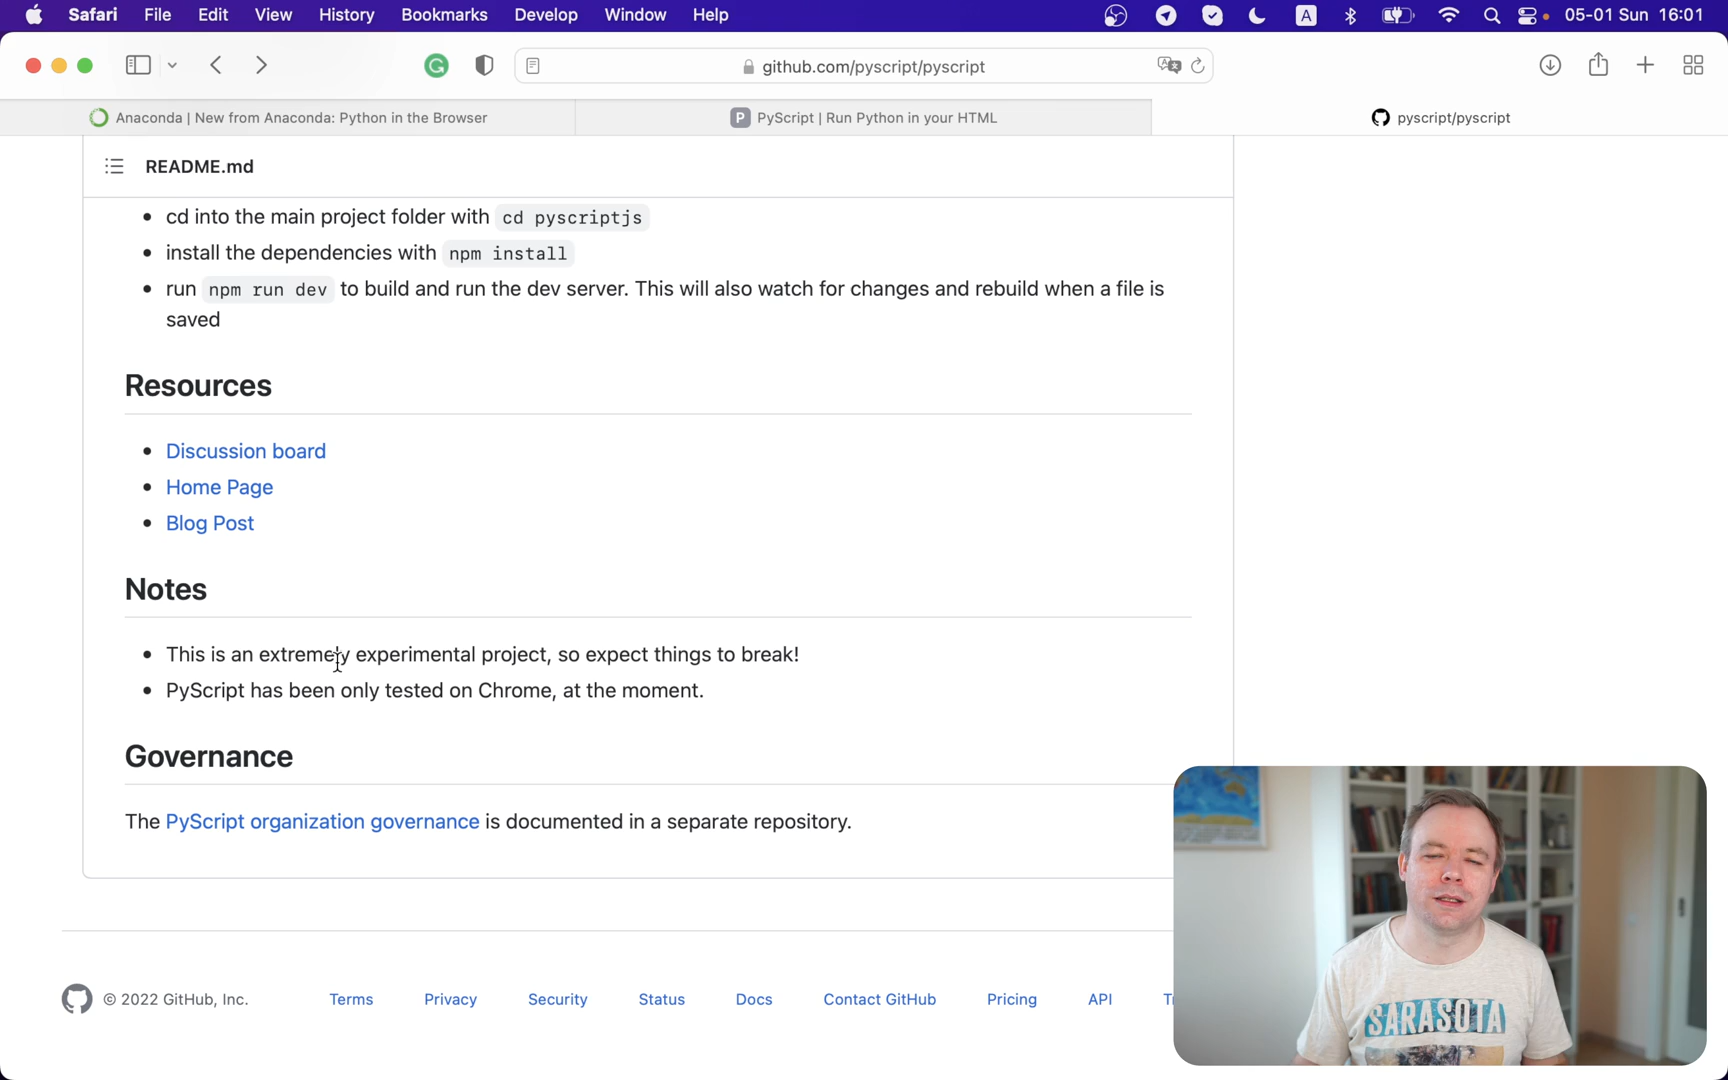 Safari File Edit View History Bookmarks Develop Window Help A 05-01 Sun 16:01
github.com/pyscript/pyscript
Anaconda | New from Anaconda: Python in the Browser
P PyScript | Run Python in your HTML
pyscript/pyscript
README.md
cd into the main project folder with cd pyscriptjs
install the dependencies with npm install
run npm run dev to build and run the dev server. This will also watch for changes and rebuild when a file is
saved
Resources
Discussion board
Home Page
Blog Post
Notes
This is an extremely experimental project, so expect things to break!
PyScript has been only tested on Chrome, at the moment.
Governance
The PyScript organization governance is documented in a separate repository.
© 2022 GitHub, Inc. Terms Privacy Security Status Docs Contact GitHub Pricing API
SARASOTA